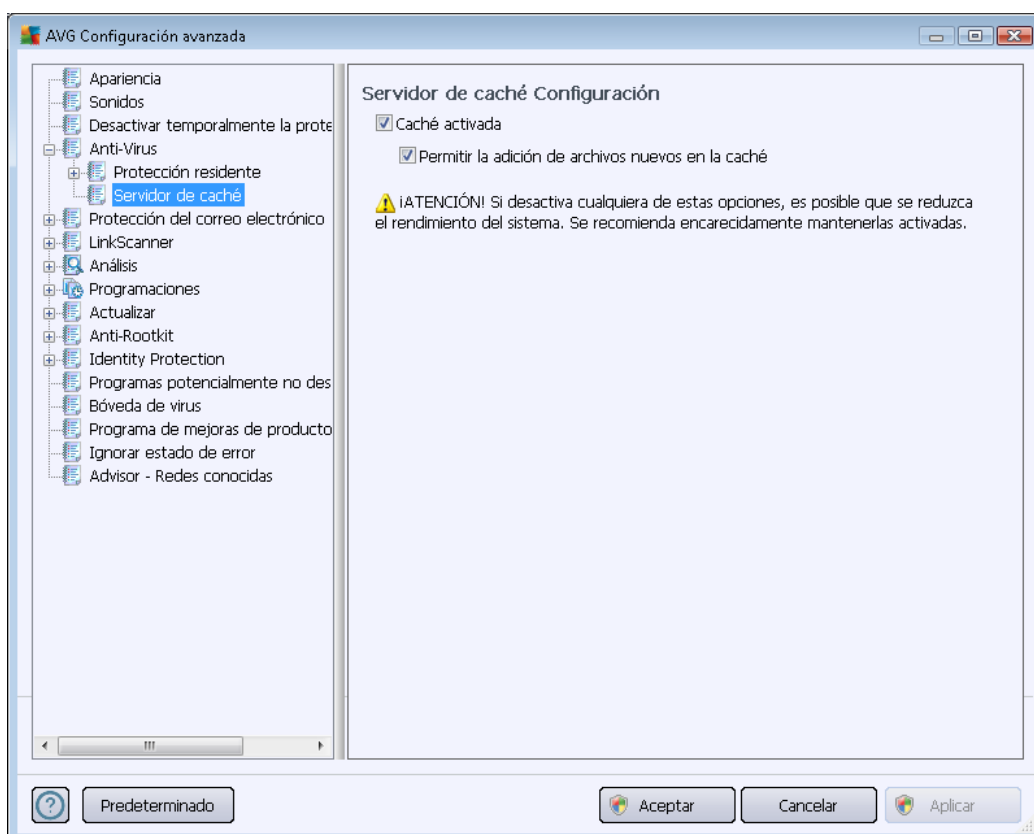 AVG Configuración avanzada
Apariencia
Sonidos
Desactivar temporalmente la prote
Anti-Virus
Protección residente
Servidor de caché
Protección del correo electrónico
LinkScanner
Análisis
Programaciones
Actualizar
Anti-Rootkit
Identity Protection
Programas potencialmente no des
Bóveda de virus
Programa de mejoras de producto
Ignorar estado de error
Advisor - Redes conocidas
Servidor de caché Configuración
Caché activada
Permitir la adición de archivos nuevos en la caché
¡ATENCIÓN! Si desactiva cualquiera de estas opciones, es posible que se reduzca
el rendimiento del sistema. Se recomienda encarecidamente mantenerlas activadas.
Predeterminado
Aceptar
Cancelar
Aplicar